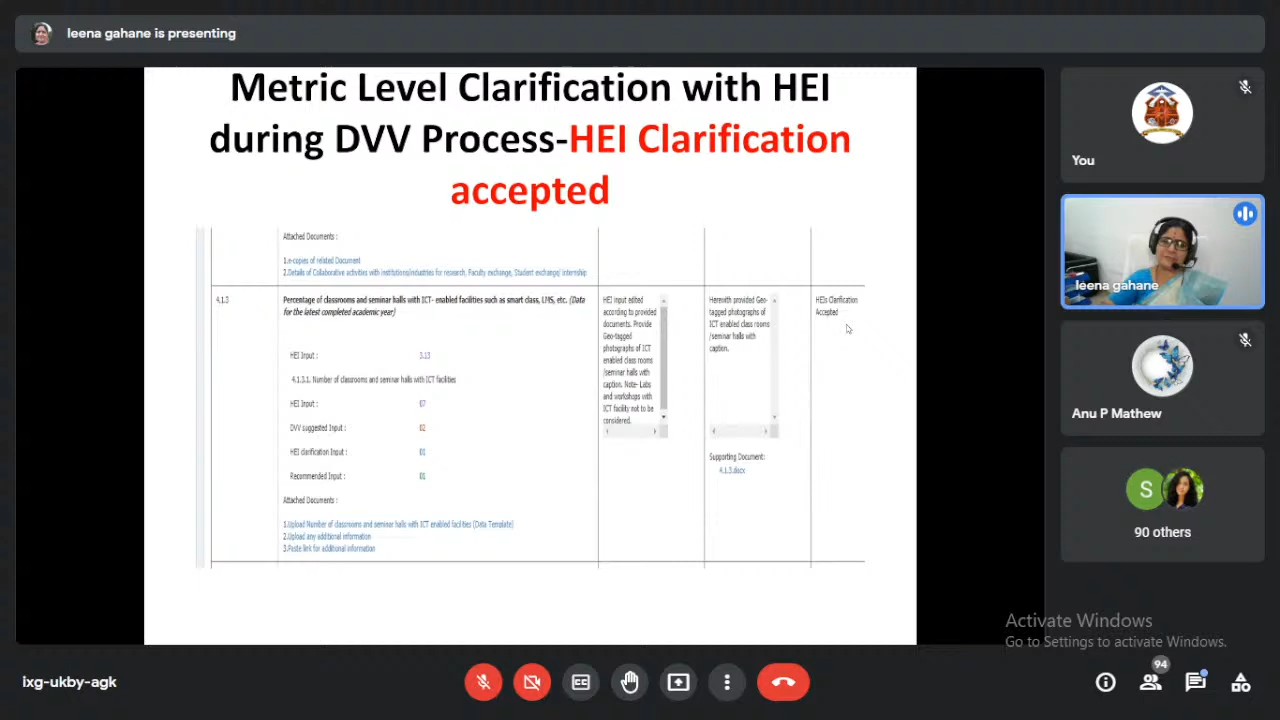 leena gahane is presenting
Metric Level Clarification with HEI
during DVV Process-HEI Clarification
accepted
Attached Documents :
1.e-copies of related Document
2.Details of Collaborative activities with institutions/industries for research, Faculty exchange, Student exchange/ internship
4.1.3
Percentage of classrooms and seminar halls with ICT- enabled facilities such as smart class, LMS, etc. (Data
for the latest completed academic year)
HEI Input : 3.13
4.1.3.1. Number of classrooms and seminar halls with ICT facilities
HEI Input : 07
DVV suggested Input : 02
HEI clarification Input : 01
Recommended Input : 01
Attached Documents :
1.Upload Number of classrooms and seminar halls with ICT enabled facilities (Data Template)
2.Upload any additional information
3.Paste link for additional information
HEI input edited
according to provided
documents. Provide
Geo-tagged
photographs of ICT
enabled class rooms
/seminar halls with
caption. Note- Labs
and workshops with
ICT facility not to be
considered.
Herewith provided Geo-
tagged photographs of
ICT enabled class rooms
/seminar halls with
caption.
Supporting Document:
4.1.3.docx
HEIs Clarification
Accepted
You
leena gahane
Anu P Mathew
S
90 others
Activate Windows
Go to Settings to activate Windows.
ixg-ukby-agk
CC
94